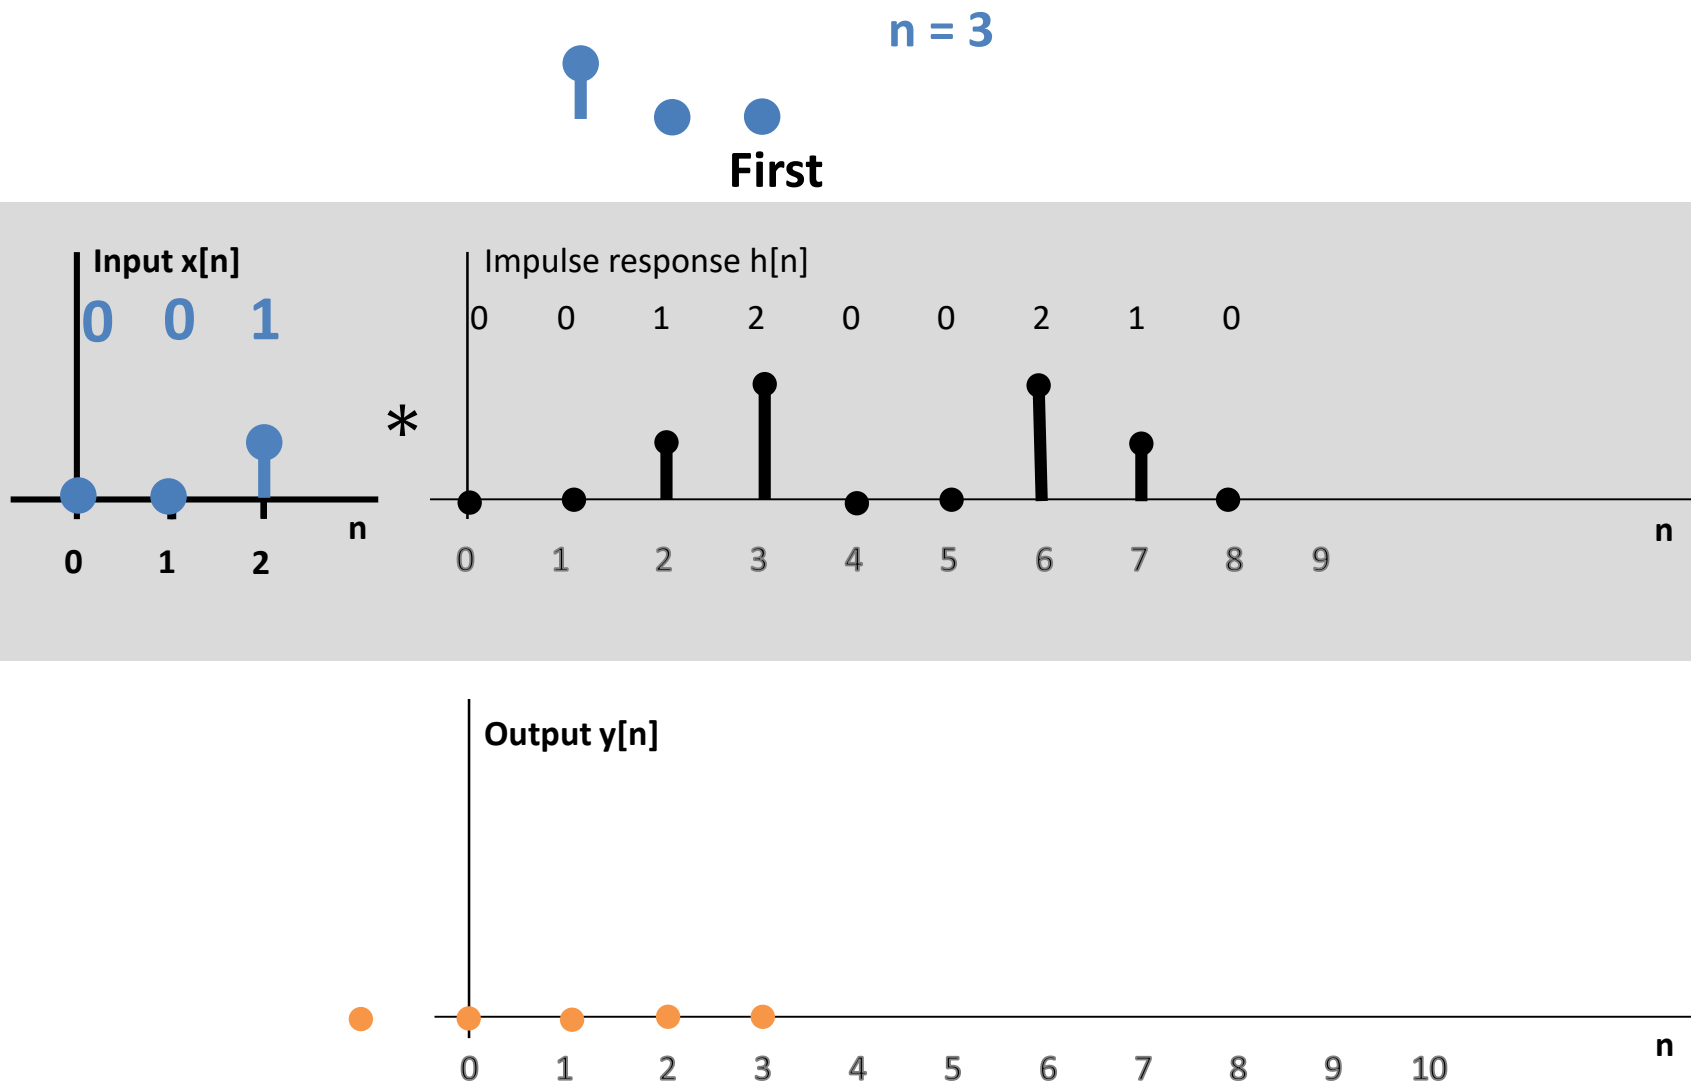 n = 3
First
Input x[n]
0 0 1
*
n
0 1 2
Impulse response h[n]
0 0 1 2 0 0 2 1 0
n
0 1 2 3 4 5 6 7 8 9
Output y[n]
n
0 1 2 3 4 5 6 7 8 9 10